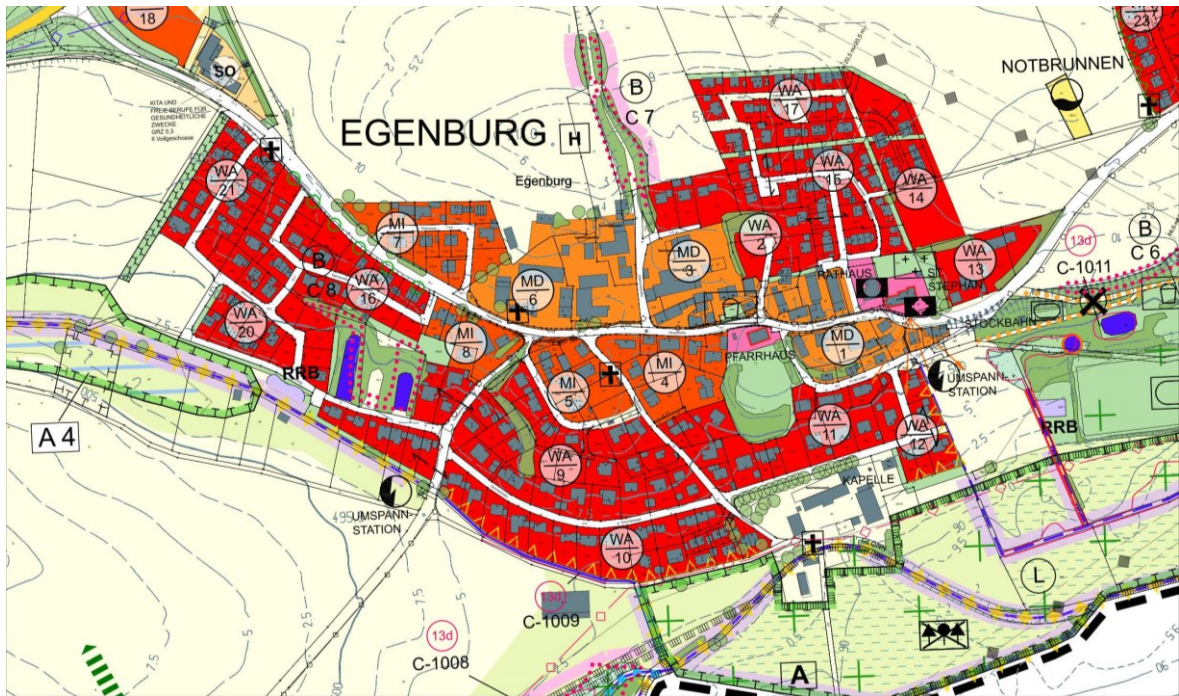 18
SO
KITA UND
FREIE BERUFE FÜR
GESUNDHEITLICHE
ZWECKE
GRZ 0,3
II Vollgeschosse
EGENBURG
H
Egenburg
B
C 7
WA
17
NOTBRUNNEN
23
WA
21
MI
7
WA
15
WA
14
WA
2
MD
3
WA
13
13d
C-1011
B
C 6
B
C 8
WA
16
MD
6
RATHAUS
ST.
STEPHAN
WA
20
MI
8
PFARRHAUS
MD
1
STOCKBAHN
RRB
MI
5
MI
4
UMSPANN-
STATION
RRB
A 4
WA
9
WA
11
WA
12
KAPELLE
UMSPANN-
STATION
WA
10
L
13d
C-1009
13d
C-1008
A